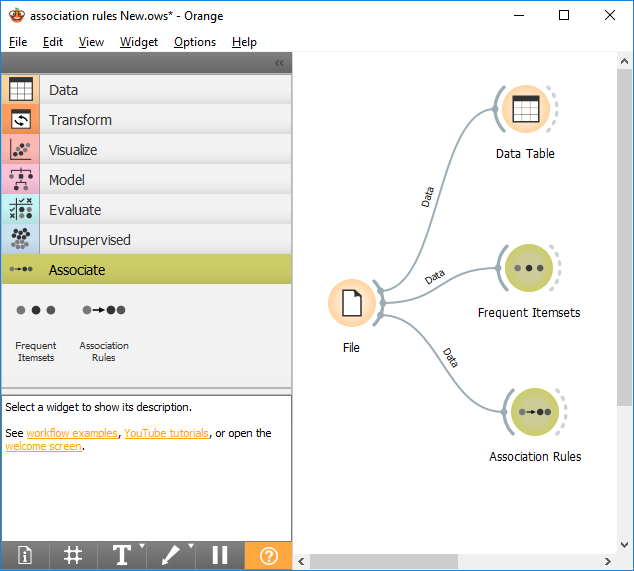 association rules New.ows* - Orange
File Edit View Widget Options Help
Data
Transform
Visualize
Model
Evaluate
Unsupervised
Associate
Frequent
Itemsets
Association
Rules
Select a widget to show its description.
See workflow examples, YouTube tutorials, or open the
welcome screen.
T
?
Data Table
Data
Data
Frequent Itemsets
File
Data
Association Rules